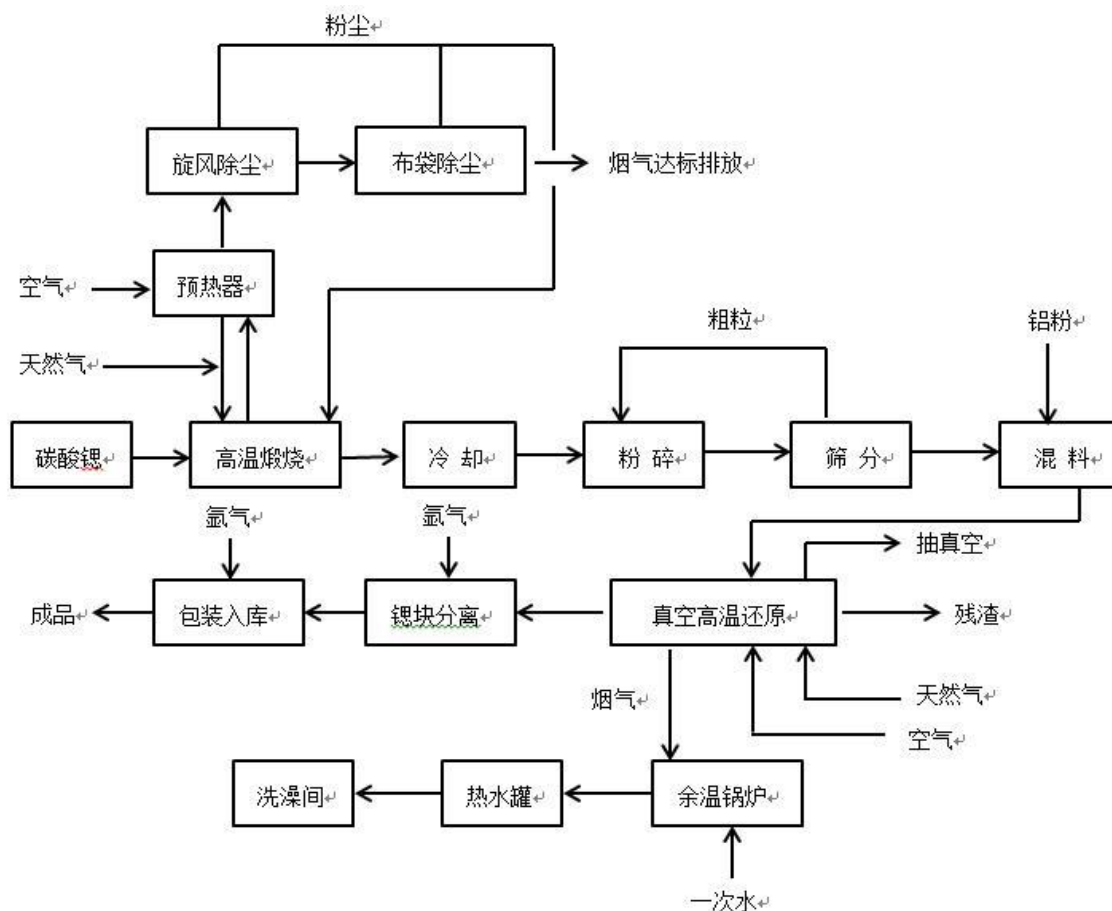 粉尘
旋风除尘
布袋除尘
烟气达标排放
空气
预热器
粗粒
铝粉
天然气
碳酸锶
高温煅烧
冷 却
粉 碎
筛 分
混 料
氩气
氩气
抽真空
成品
包装入库
锶块分离
真空高温还原
残渣
烟气
天然气
空气
洗澡间
热水罐
余温锅炉
一次水